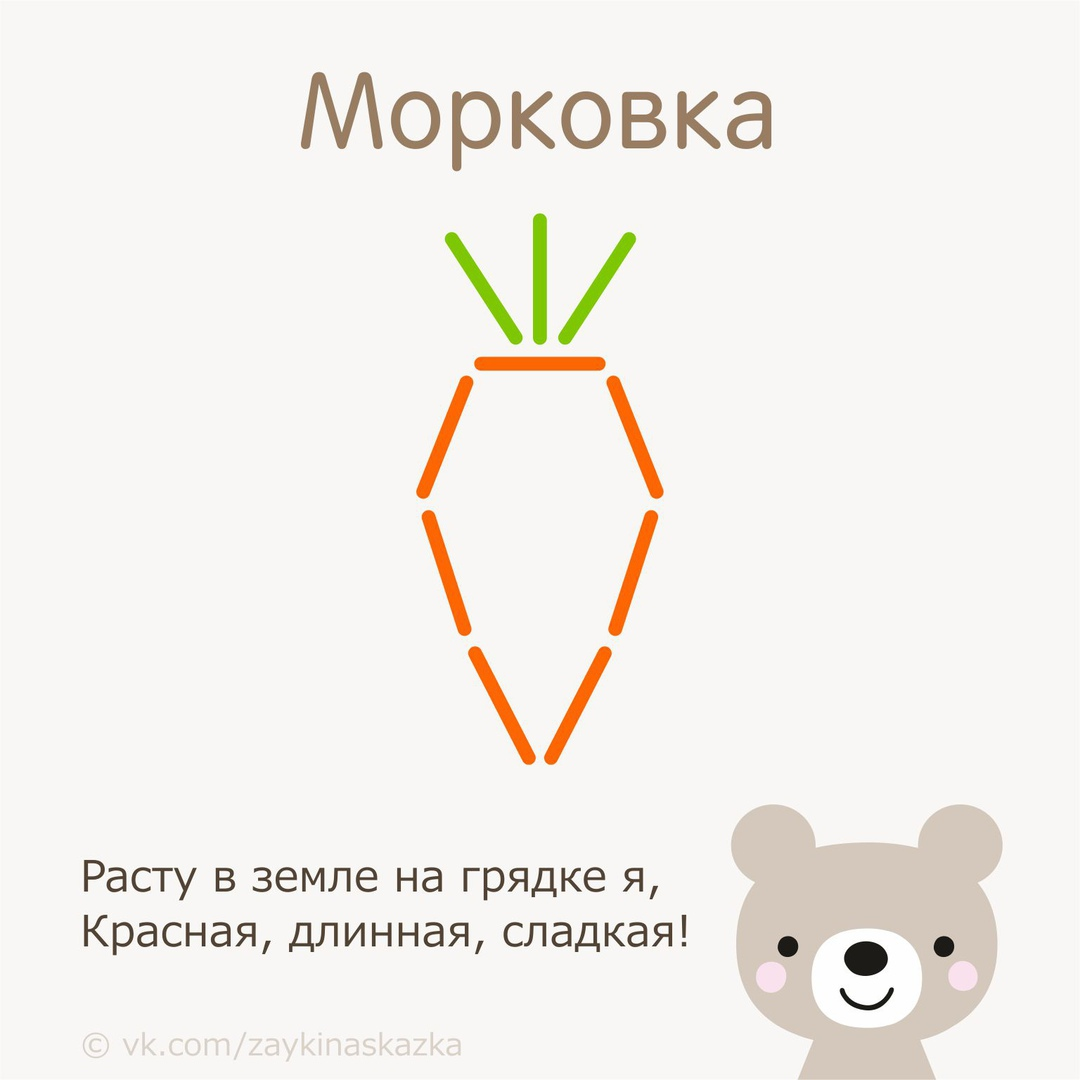 Морковка
Расту в земле на грядке я,
Красная, длинная, сладкая!
© vk.com/zaykinaskazka